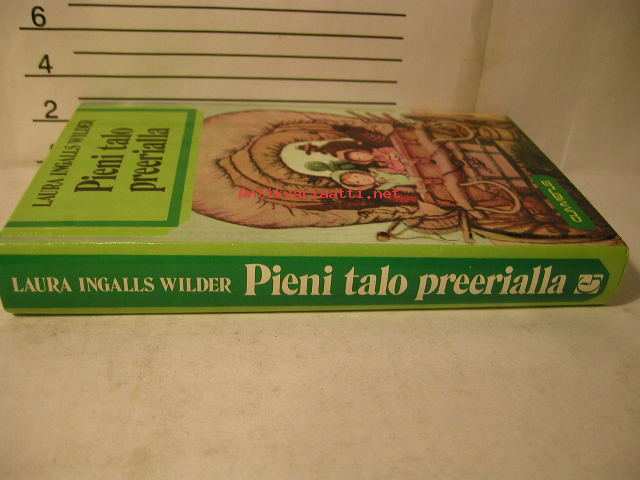 6
4
2
LAURA INGALLS WILDER
Pieni talo
preerialla
LAURA INGALLS WILDER Pieni talo preerialla